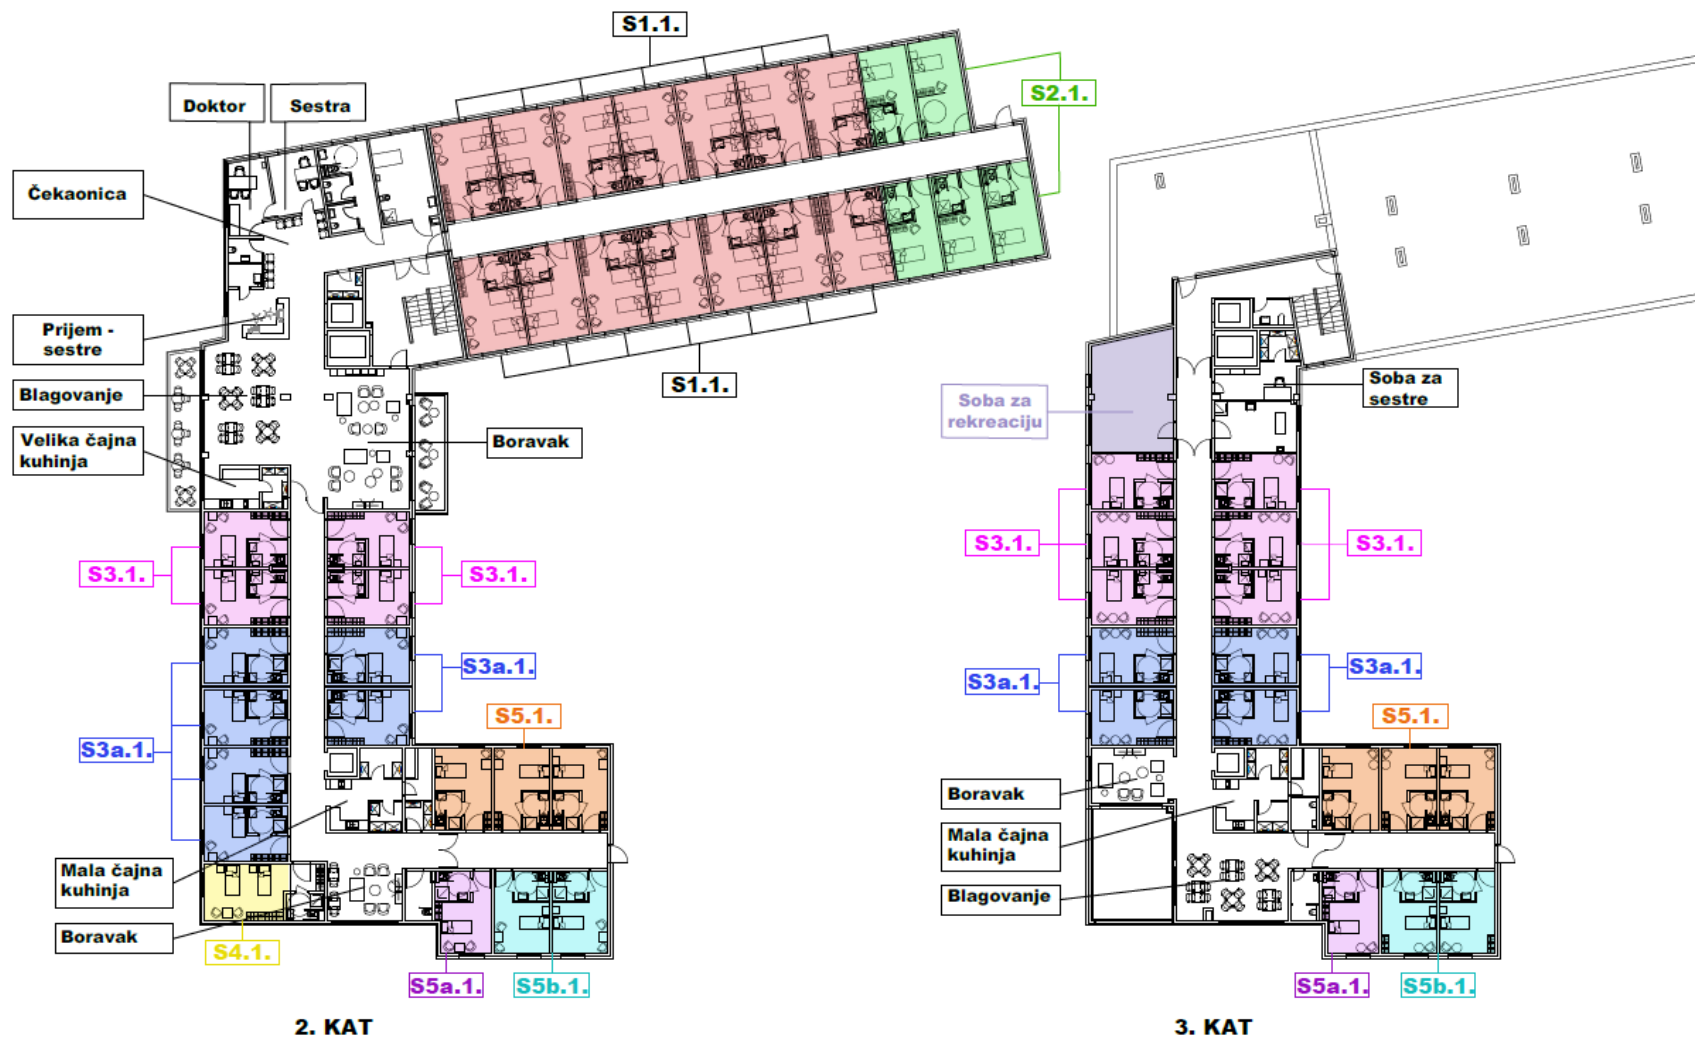 S1.1.
Doktor
Sestra
S2.1.
Čekaonica
Prijem -
sestre
Blagovanje
Velika čajna
kuhinja
Boravak
S1.1.
S3.1.
S3.1.
S3a.1.
S3a.1.
S5.1.
Mala čajna
kuhinja
Boravak
S4.1.
S5a.1.
S5b.1.
2. KAT
Soba za
rekreaciju
Soba za
sestre
S3.1.
S3.1.
S3a.1.
S3a.1.
S5.1.
Boravak
Mala čajna
kuhinja
Blagovanje
S5a.1.
S5b.1.
3. KAT